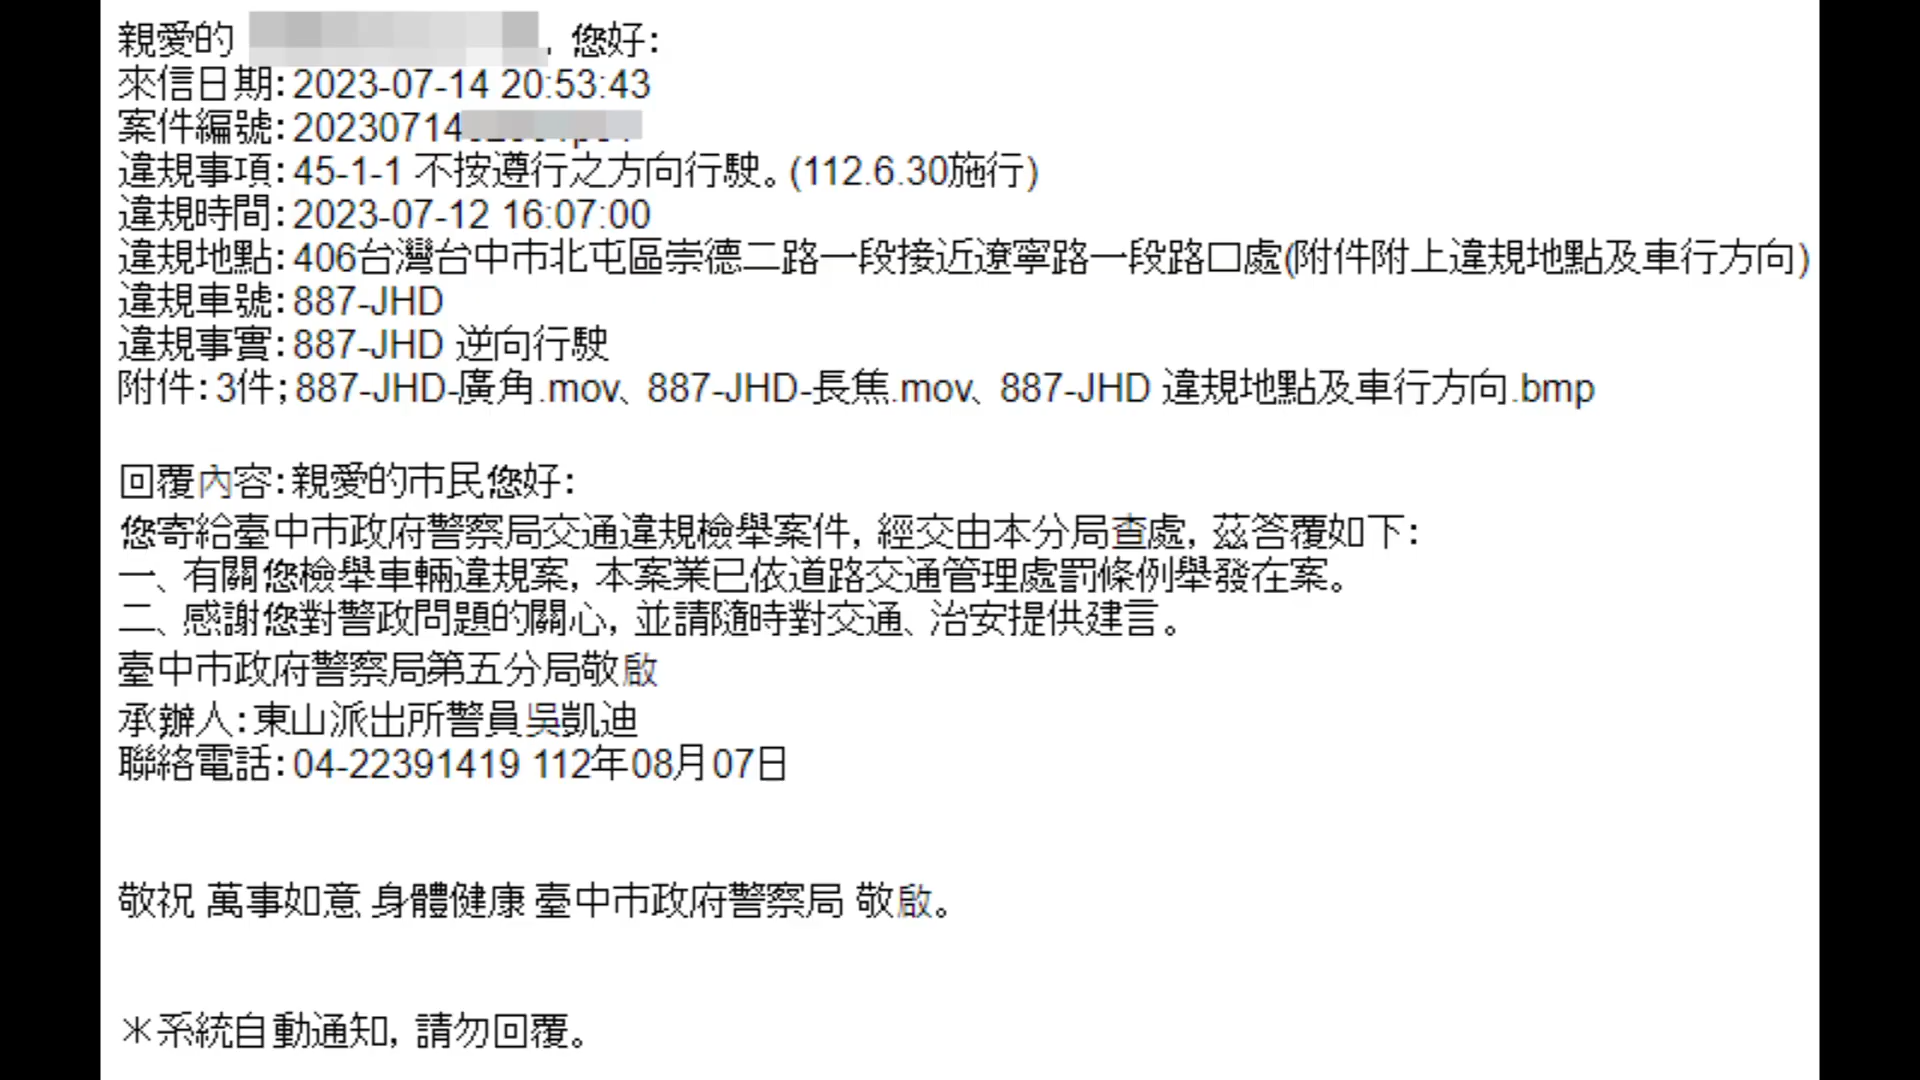 親愛的 , 您好:
來信日期: 2023-07-14 20:53:43
案件編號: 20230714
違規事項: 45-1-1 不按遵行之方向行駛。(112.6.30施行)
違規時間: 2023-07-12 16:07:00
違規地點: 406台灣台中市北屯區崇德二路一段接近遼寧路一段路口處(附件附上違規地點及車行方向)
違規車號: 887-JHD
違規事實: 887-JHD 逆向行駛
附件: 3件; 887-JHD-廣角.mov、887-JHD-長焦.mov、887-JHD 違規地點及車行方向.bmp
回覆內容: 親愛的市民您好:
您寄給臺中市政府警察局交通違規檢舉案件, 經交由本分局查處, 茲答覆如下:
一、有關您檢舉車輛違規案, 本案業已依道路交通管理處罰條例舉發在案。
二、感謝您對警政問題的關心, 並請隨時對交通、治安提供建言。
臺中市政府警察局第五分局敬啟
承辦人: 東山派出所警員吳凱迪
聯絡電話: 04-22391419 112年08月07日
敬祝 萬事如意 身體健康 臺中市政府警察局 敬啟。
＊系統自動通知, 請勿回覆。